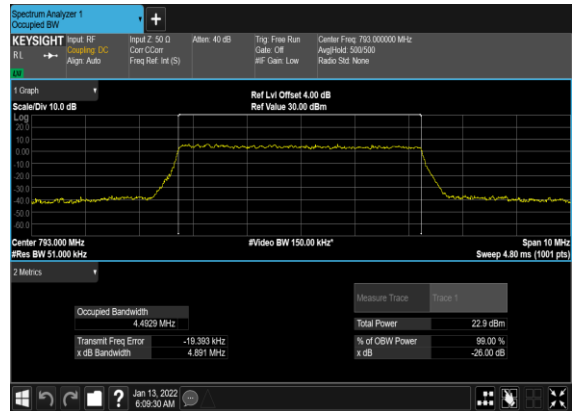 Spectrum Analyzer 1
Occupied BW
KEYSIGHT Input: RF Input Z: 50 Ω Atten: 40 dB Trig: Free Run Center Freq: 793.000000 MHz
RL Coupling: DC Corr CCorr Gate: Off Avg|Hold: 500/500
Align: Auto Freq Ref: Int (S) #IF Gain: Low Radio Std: None
1 Graph
Ref Lvl Offset 4.00 dB
Scale/Div 10.0 dB Ref Value 30.00 dBm
Log
20.0
10.0
0.00
-10.0
-20.0
-30.0
-40.0
-50.0
-60.0
Center 793.000 MHz #Video BW 150.00 kHz* Span 10 MHz
#Res BW 51.000 kHz Sweep 4.80 ms (1001 pts)
2 Metrics
Measure Trace Trace 1
Occupied Bandwidth
4.4929 MHz
Total Power 22.9 dBm
Transmit Freq Error -19.393 kHz % of OBW Power 99.00 %
x dB Bandwidth 4.891 MHz x dB -26.00 dB
Jan 13, 2022
6:09:30 AM